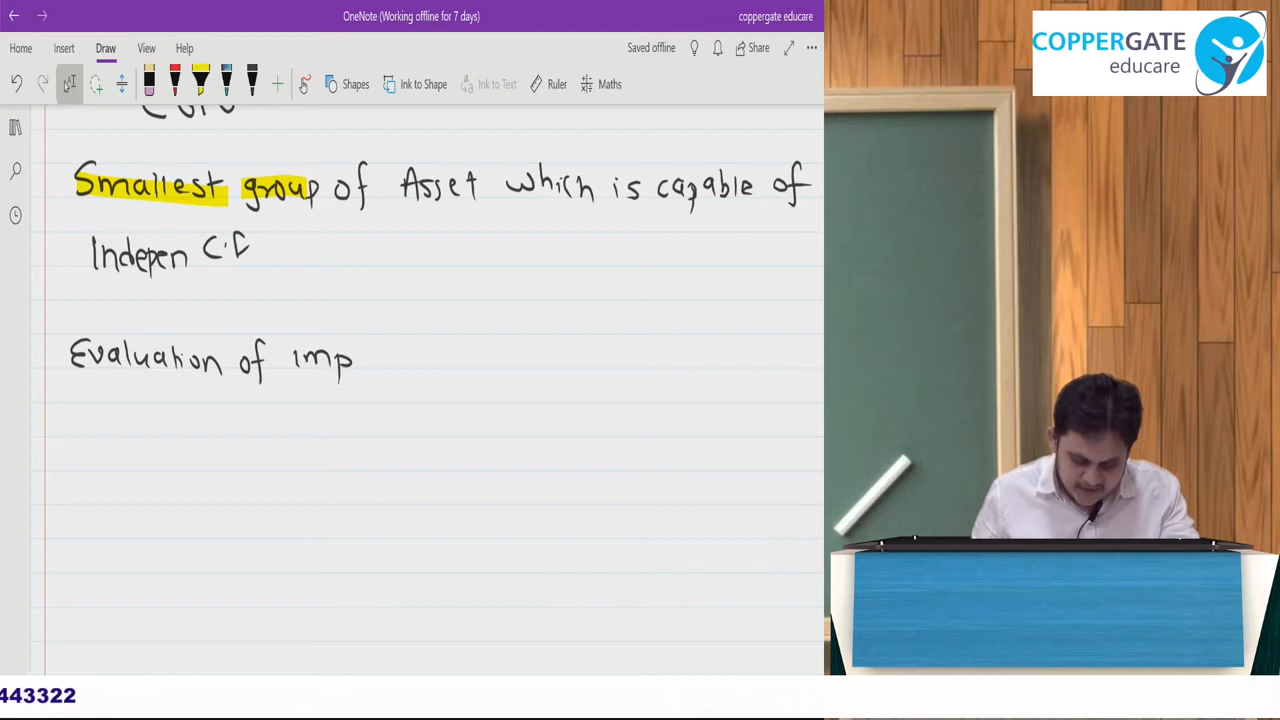 OneNote (Working offline for 7 days)
coppergate educare
Home Insert Draw View Help
Saved offline Share
Shapes Ink to Shape Ink to Text Ruler Maths
COPPERGATE
educare
Smallest group of Asset which is capable of
Indepen
Evaluation of imp
443322